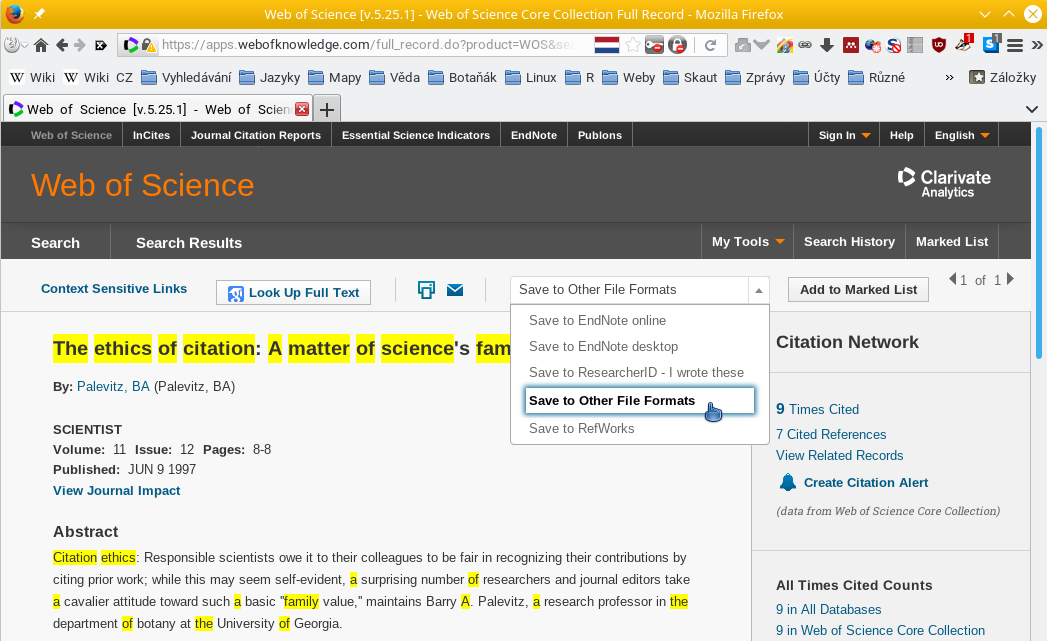 Web of Science [v.5.25.1] - Web of Science Core Collection Full Record - Mozilla Firefox
https://apps.webofknowledge.com/full_record.do?product=WOS&se
Wiki Wiki CZ Vyhledávání Jazyky Mapy Věda Botaňák Linux R Weby Skaut Zprávy Účty Různé » Záložky
Web of Science [v.5.25.1] - Web of Scien
Web of Science InCites Journal Citation Reports Essential Science Indicators EndNote Publons Sign In Help English
Web of Science
Clarivate
Analytics
Search Search Results My Tools Search History Marked List
Context Sensitive Links Look Up Full Text Save to Other File Formats Add to Marked List 1 of 1
Save to EndNote online
Save to EndNote desktop
Save to ResearcherID - I wrote these
Save to Other File Formats
Save to RefWorks
The ethics of citation: A matter of science's fam
By: Palevitz, BA (Palevitz, BA)
SCIENTIST
Volume: 11 Issue: 12 Pages: 8-8
Published: JUN 9 1997
View Journal Impact
Abstract
Citation ethics: Responsible scientists owe it to their colleagues to be fair in recognizing their contributions by
citing prior work; while this may seem self-evident, a surprising number of researchers and journal editors take
a cavalier attitude toward such a basic "family value," maintains Barry A. Palevitz, a research professor in the
department of botany at the University of Georgia.
Citation Network
9 Times Cited
7 Cited References
View Related Records
Create Citation Alert
(data from Web of Science Core Collection)
All Times Cited Counts
9 in All Databases
9 in Web of Science Core Collection